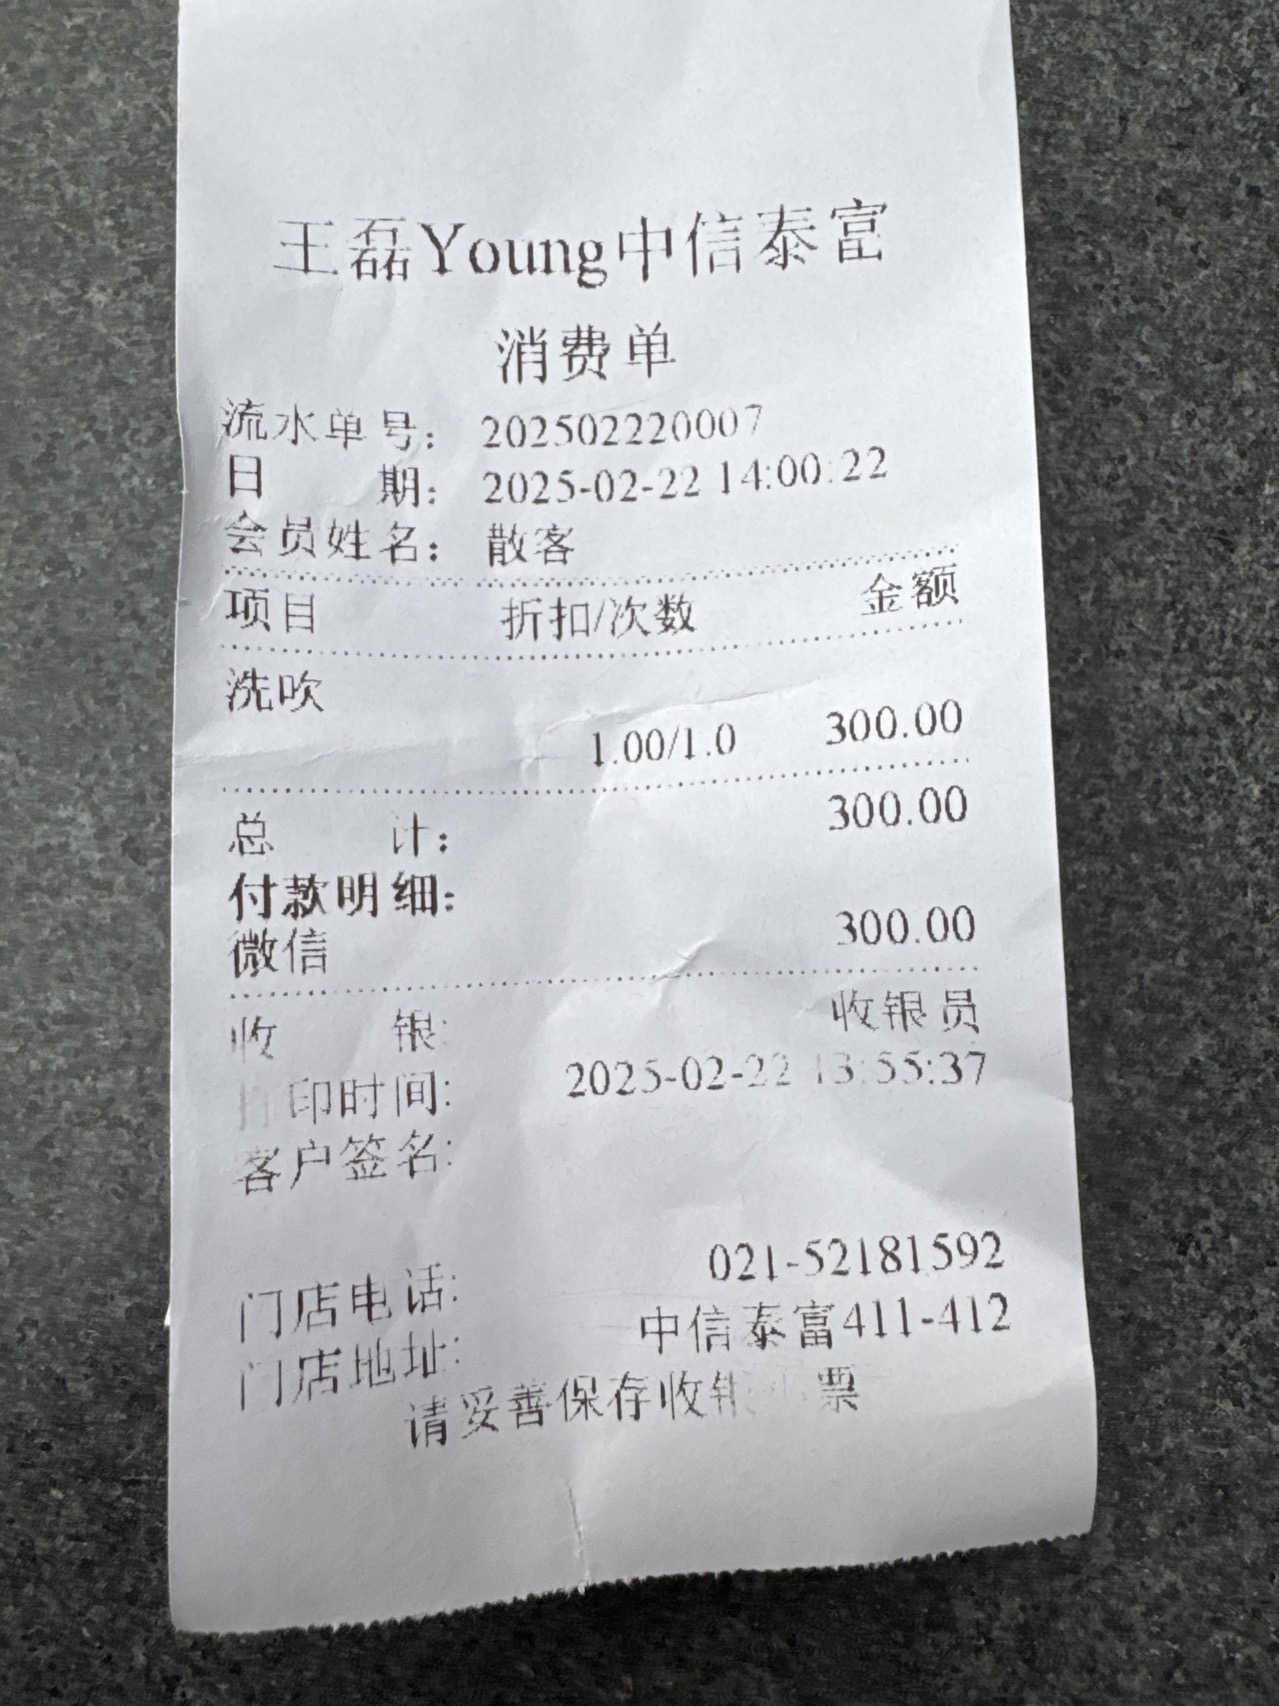 王磊Young中信泰富
消费单
流水单号： 202502220007
日 期： 2025-02-22 14:00:22
会员姓名： 散客
项目 折扣/次数 金额
洗吹
1.00/1.0 300.00
总 计： 300.00
付款明细：
微信 300.00
收 银: 收银员
打印时间: 2025-02-22 13:55:37
客户签名:
门店电话: 021-52181592
门店地址: 中信泰富411-412
请妥善保存收银小票